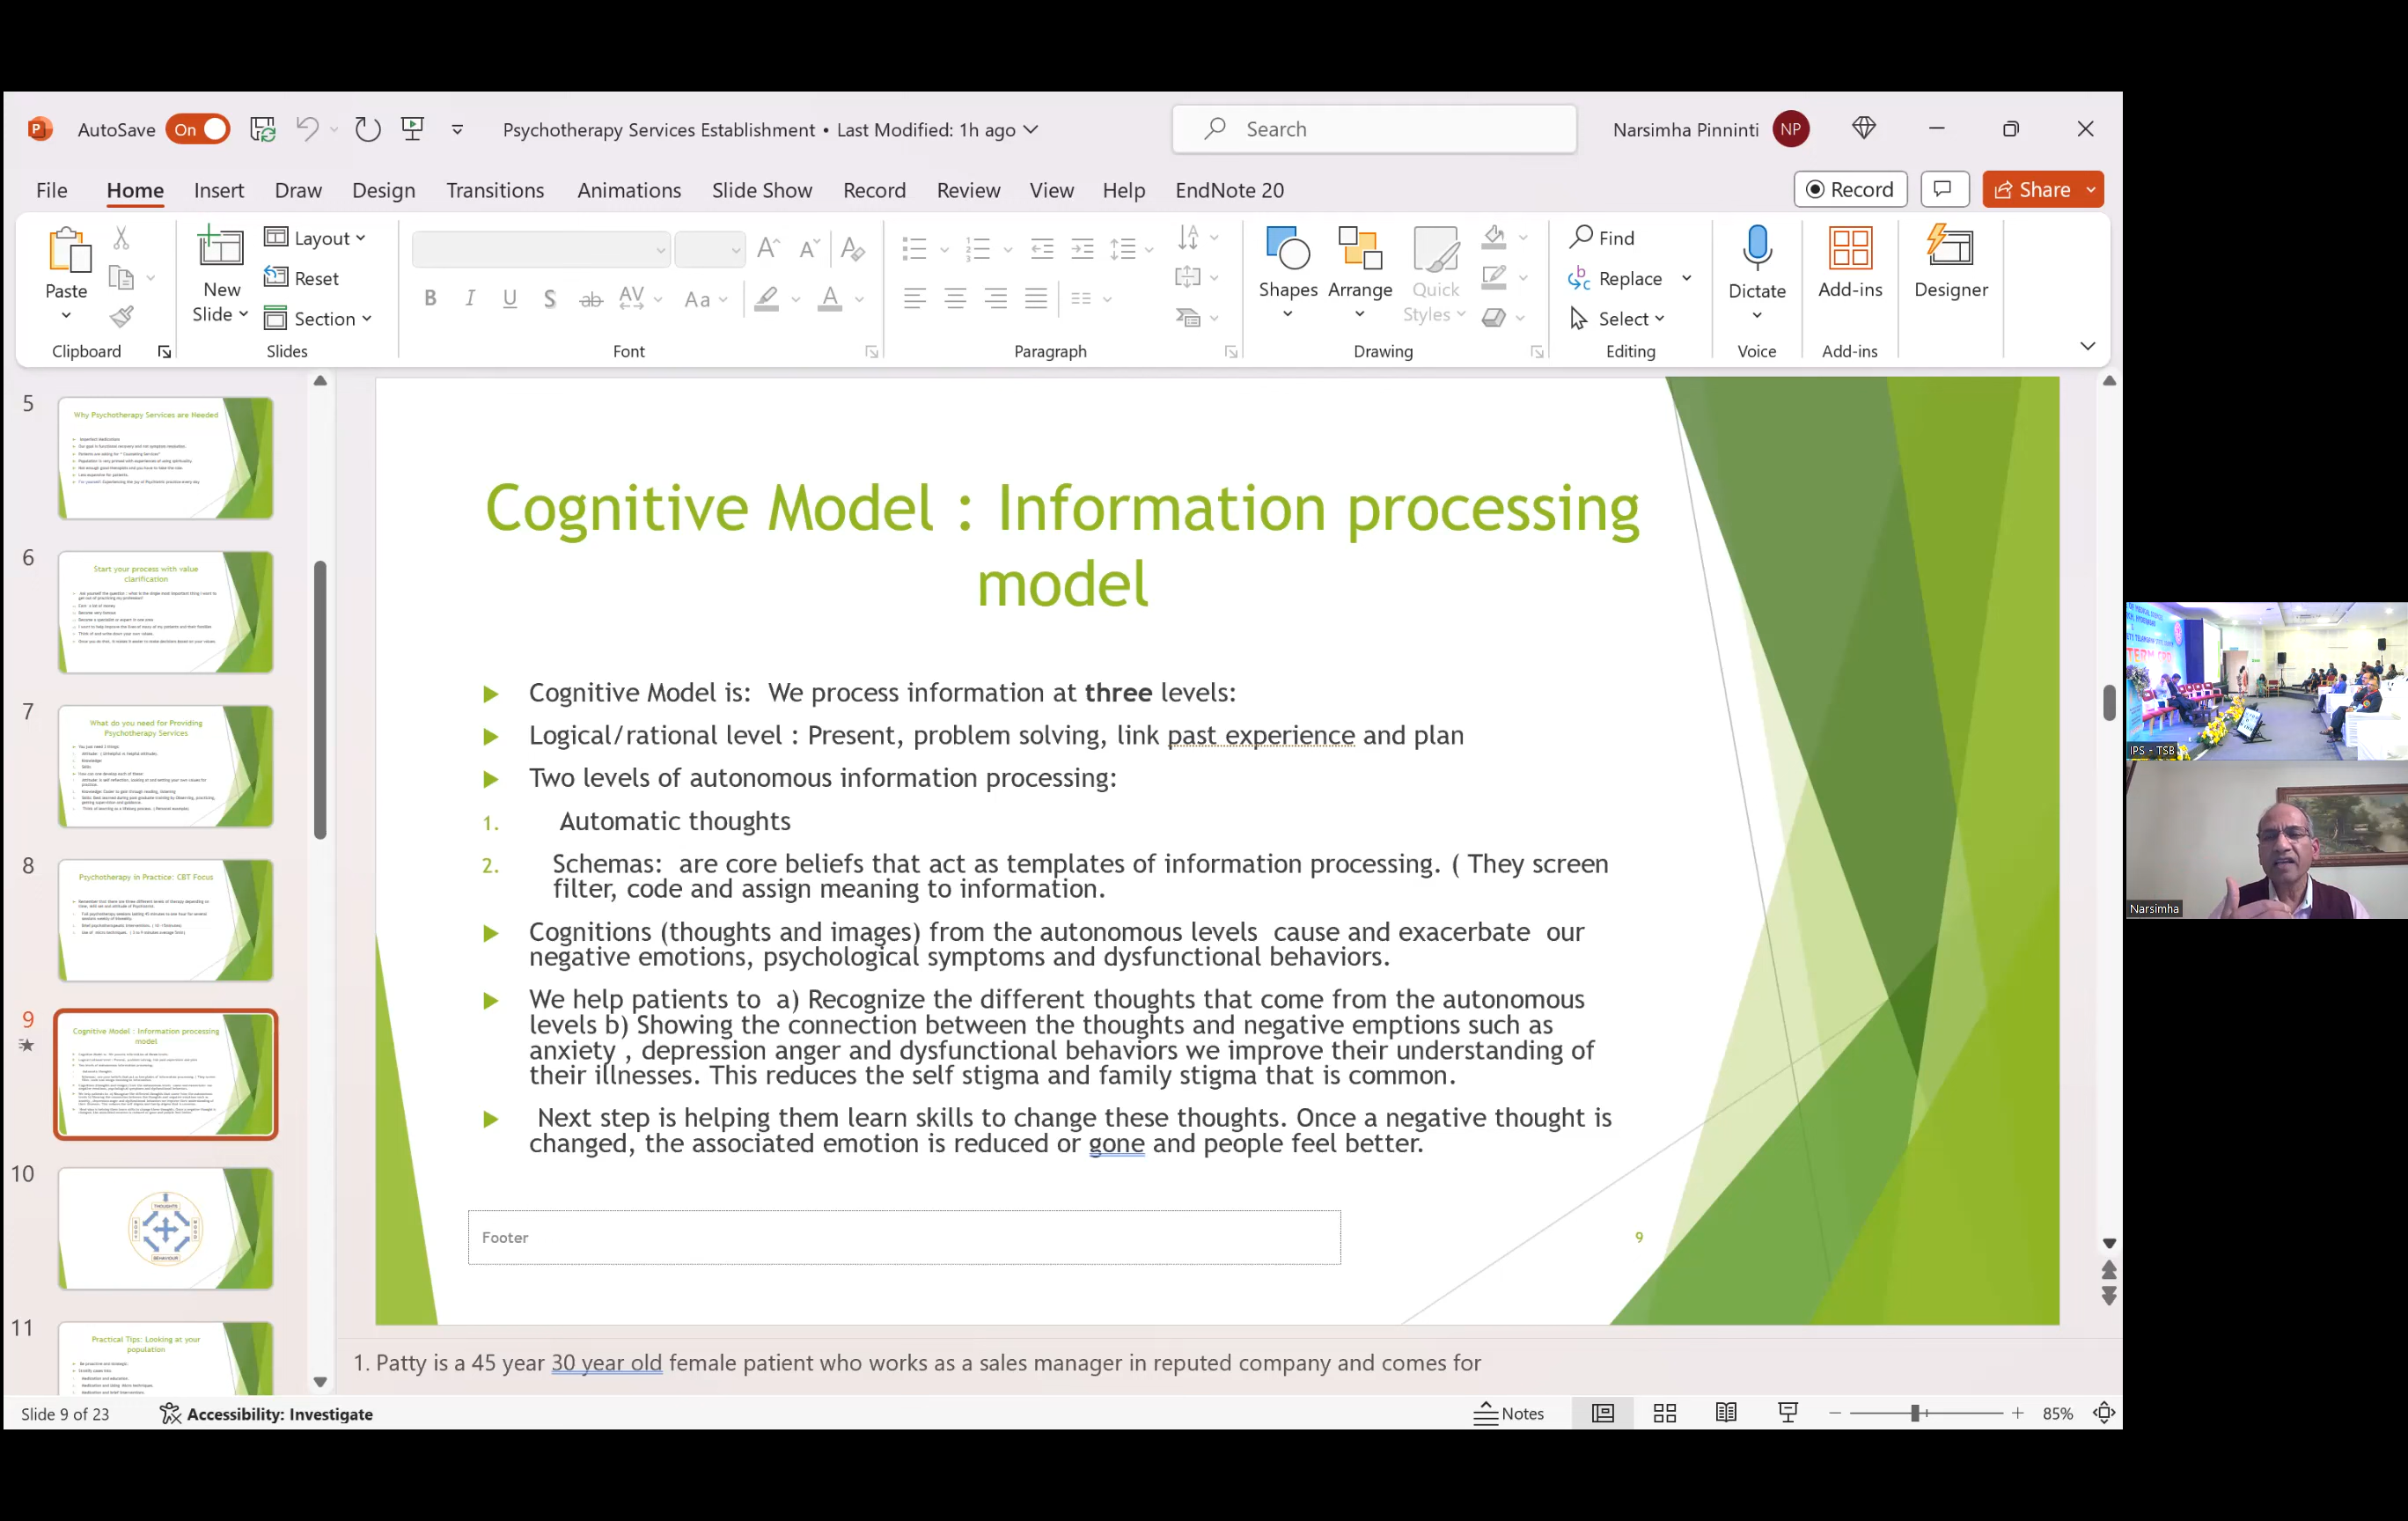 AutoSave On Psychotherapy Services Establishment • Last Modified: 1h ago Search Narsimha Pinninti NP
File Home Insert Draw Design Transitions Animations Slide Show Record Review View Help EndNote 20 Record Share
Paste
New
Slide
Layout
Reset
Section
Shapes Arrange Quick
Styles
Find
Replace
Select
Dictate
Add-ins
Designer
Clipboard Slides Font Paragraph Drawing Editing Voice Add-ins
5
Why Psychotherapy Services are Needed
6
Start your process with value
clarification
7
What do you need for Providing
Psychotherapy Services
8
Psychotherapy in Practice: CBT Focus
9
Cognitive Model : Information processing
model
10
THOUGHTS
BEHAVIOUR
11
Practical Tips: Looking at your
population
Cognitive Model : Information processing
model
Cognitive Model is: We process information at three levels:
Logical/rational level : Present, problem solving, link past experience and plan
Two levels of autonomous information processing:
1. Automatic thoughts
2. Schemas: are core beliefs that act as templates of information processing. ( They screen
filter, code and assign meaning to information.
Cognitions (thoughts and images) from the autonomous levels cause and exacerbate our
negative emotions, psychological symptoms and dysfunctional behaviors.
We help patients to a) Recognize the different thoughts that come from the autonomous
levels b) Showing the connection between the thoughts and negative emptions such as
anxiety , depression anger and dysfunctional behaviors we improve their understanding of
their illnesses. This reduces the self stigma and family stigma that is common.
Next step is helping them learn skills to change these thoughts. Once a negative thought is
changed, the associated emotion is reduced or gone and people feel better.
Footer
9
1. Patty is a 45 year 30 year old female patient who works as a sales manager in reputed company and comes for
Slide 9 of 23 Accessibility: Investigate Notes 85%
IPS - TSB
Narsimha